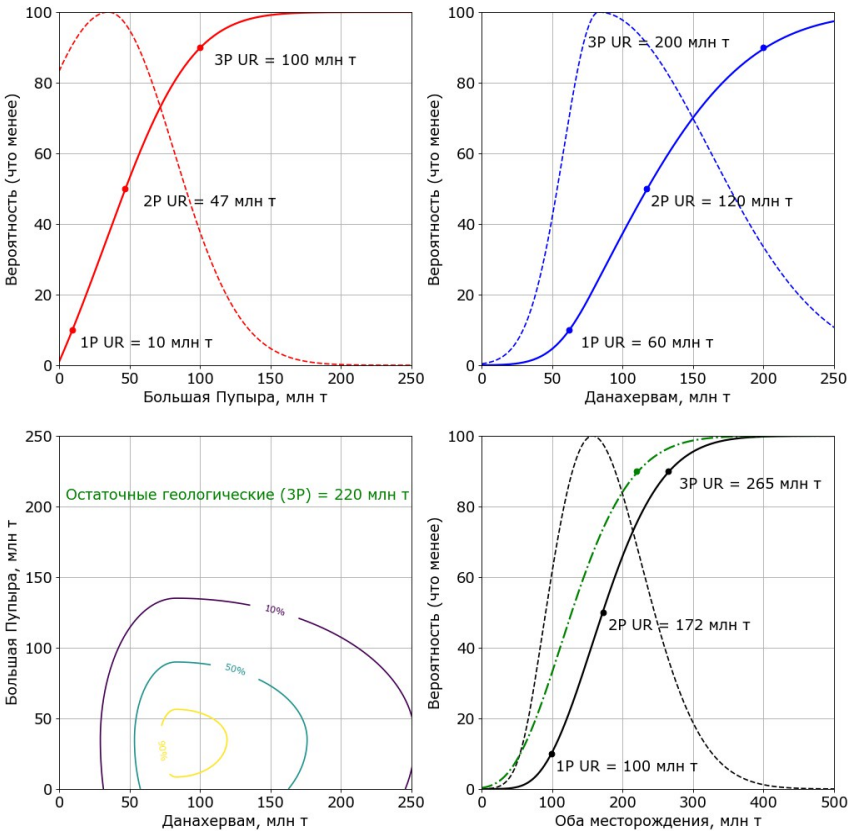 100
80
60
40
20
0
Вероятность (что менее)
3P UR = 100 млн т
2P UR = 47 млн т
1P UR = 10 млн т
0 50 100 150 200 250
Большая Пупыра, млн т
100
80
60
40
20
0
Вероятность (что менее)
3P UR = 200 млн т
2P UR = 120 млн т
1P UR = 60 млн т
0 50 100 150 200 250
Данахервам, млн т
250
200
150
100
50
0
Большая Пупыра, млн т
Остаточные геологические (3P) = 220 млн т
10%
50%
90%
0 50 100 150 200 250
Данахервам, млн т
100
80
60
40
20
0
Вероятность (что менее)
3P UR = 265 млн т
2P UR = 172 млн т
1P UR = 100 млн т
0 100 200 300 400 500
Оба месторождения, млн т